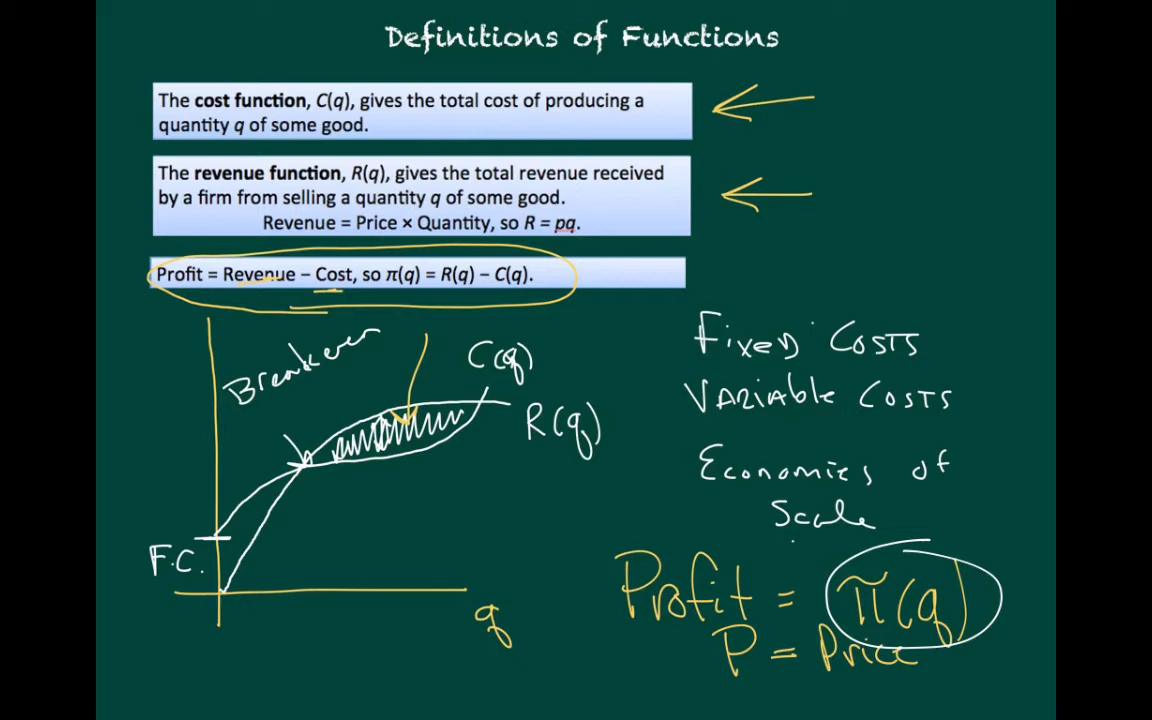 Definitions of Functions
The cost function, C(q), gives the total cost of producing a
quantity q of some good.
The revenue function, R(q), gives the total revenue received
by a firm from selling a quantity q of some good.
Revenue = Price × Quantity, so R = pq.
Profit = Revenue − Cost, so π(q) = R(q) − C(q).
Breakeven
C(q)
R(q)
F.C.
q
Fixed Costs
Variable Costs
Economies of
Scale
Profit = π(q)
P = Price